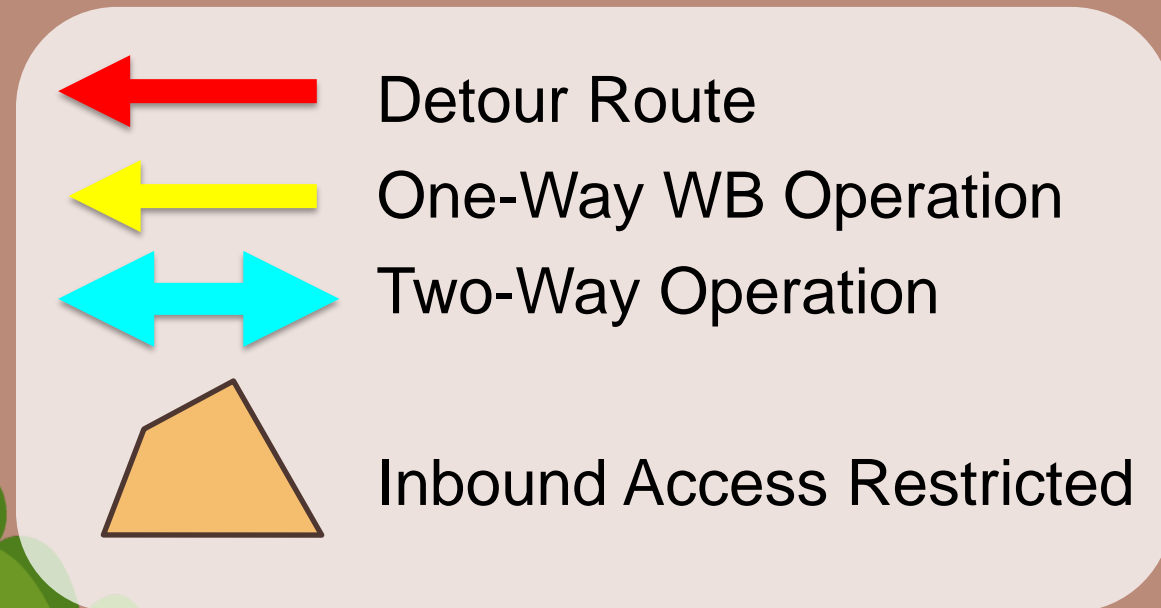 Detour Route
One-Way WB Operation
Two-Way Operation
Inbound Access Restricted